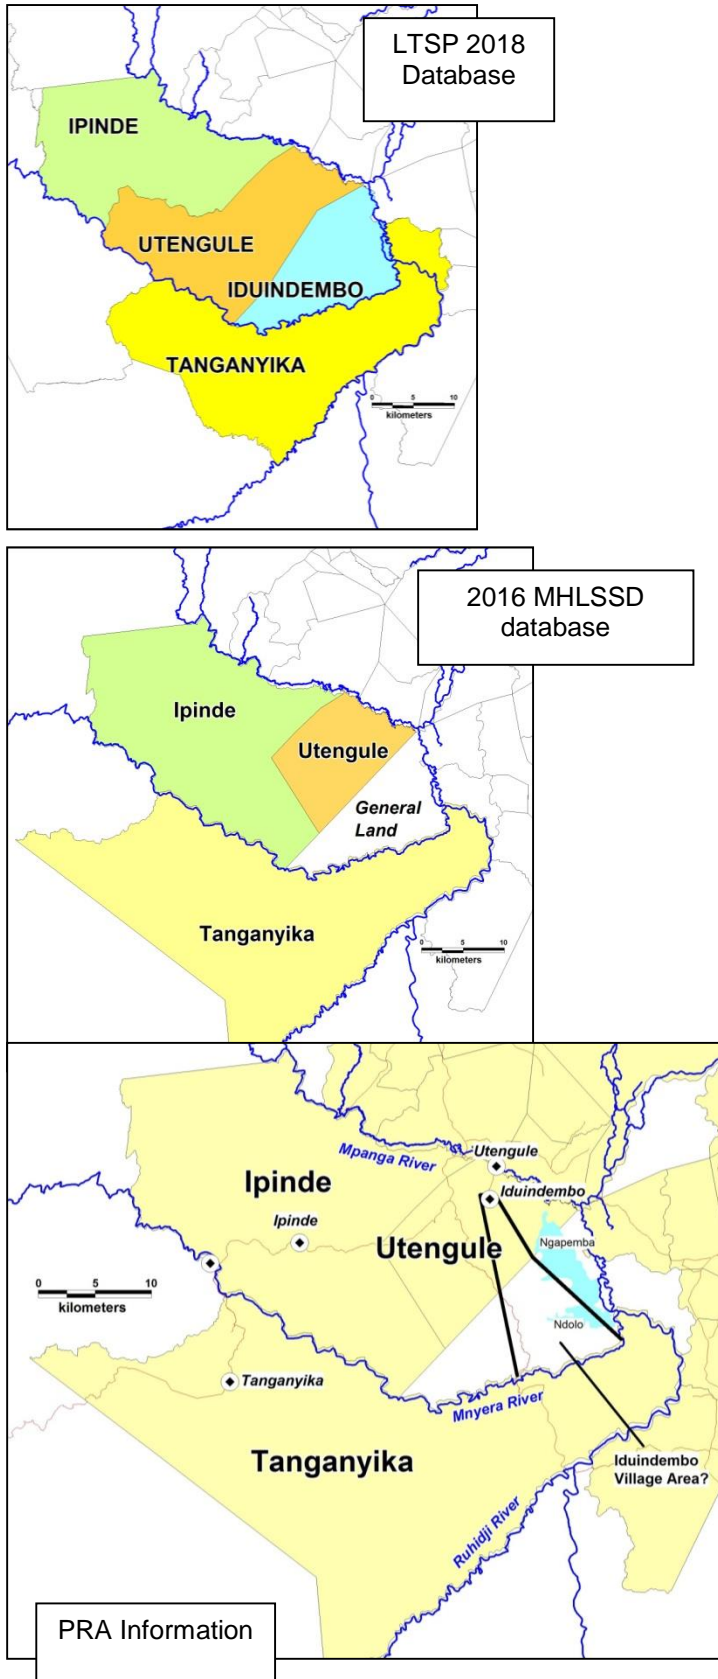 LTSP 2018
Database
IPINDE
UTENGULE
IDUINDEMBO
TANGANYIKA
0 5 10
kilometers
2016 MHLSSD
database
Ipinde
Utengule
General
Land
Tanganyika
0 5 10
kilometers
Mpanga River
Utengule
Ipinde
Iduindembo
Ipinde
Utengule
Ngapemba
0 5 10
kilometers
Ndolo
Tanganyika
Mnyera River
Tanganyika
Iduindembo
Village Area?
Ruhidji River
PRA Information